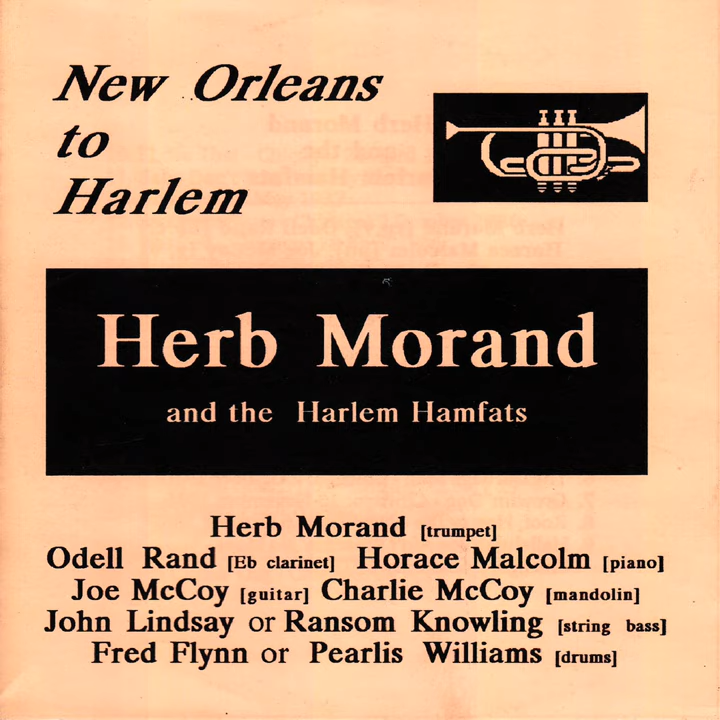 New Orleans
to
Harlem
Herb Morand
and the Harlem Hamfats
Herb Morand [trumpet]
Odell Rand [Eb clarinet] Horace Malcolm [piano]
Joe McCoy [guitar] Charlie McCoy [mandolin]
John Lindsay or Ransom Knowling [string bass]
Fred Flynn or Pearlis Williams [drums]